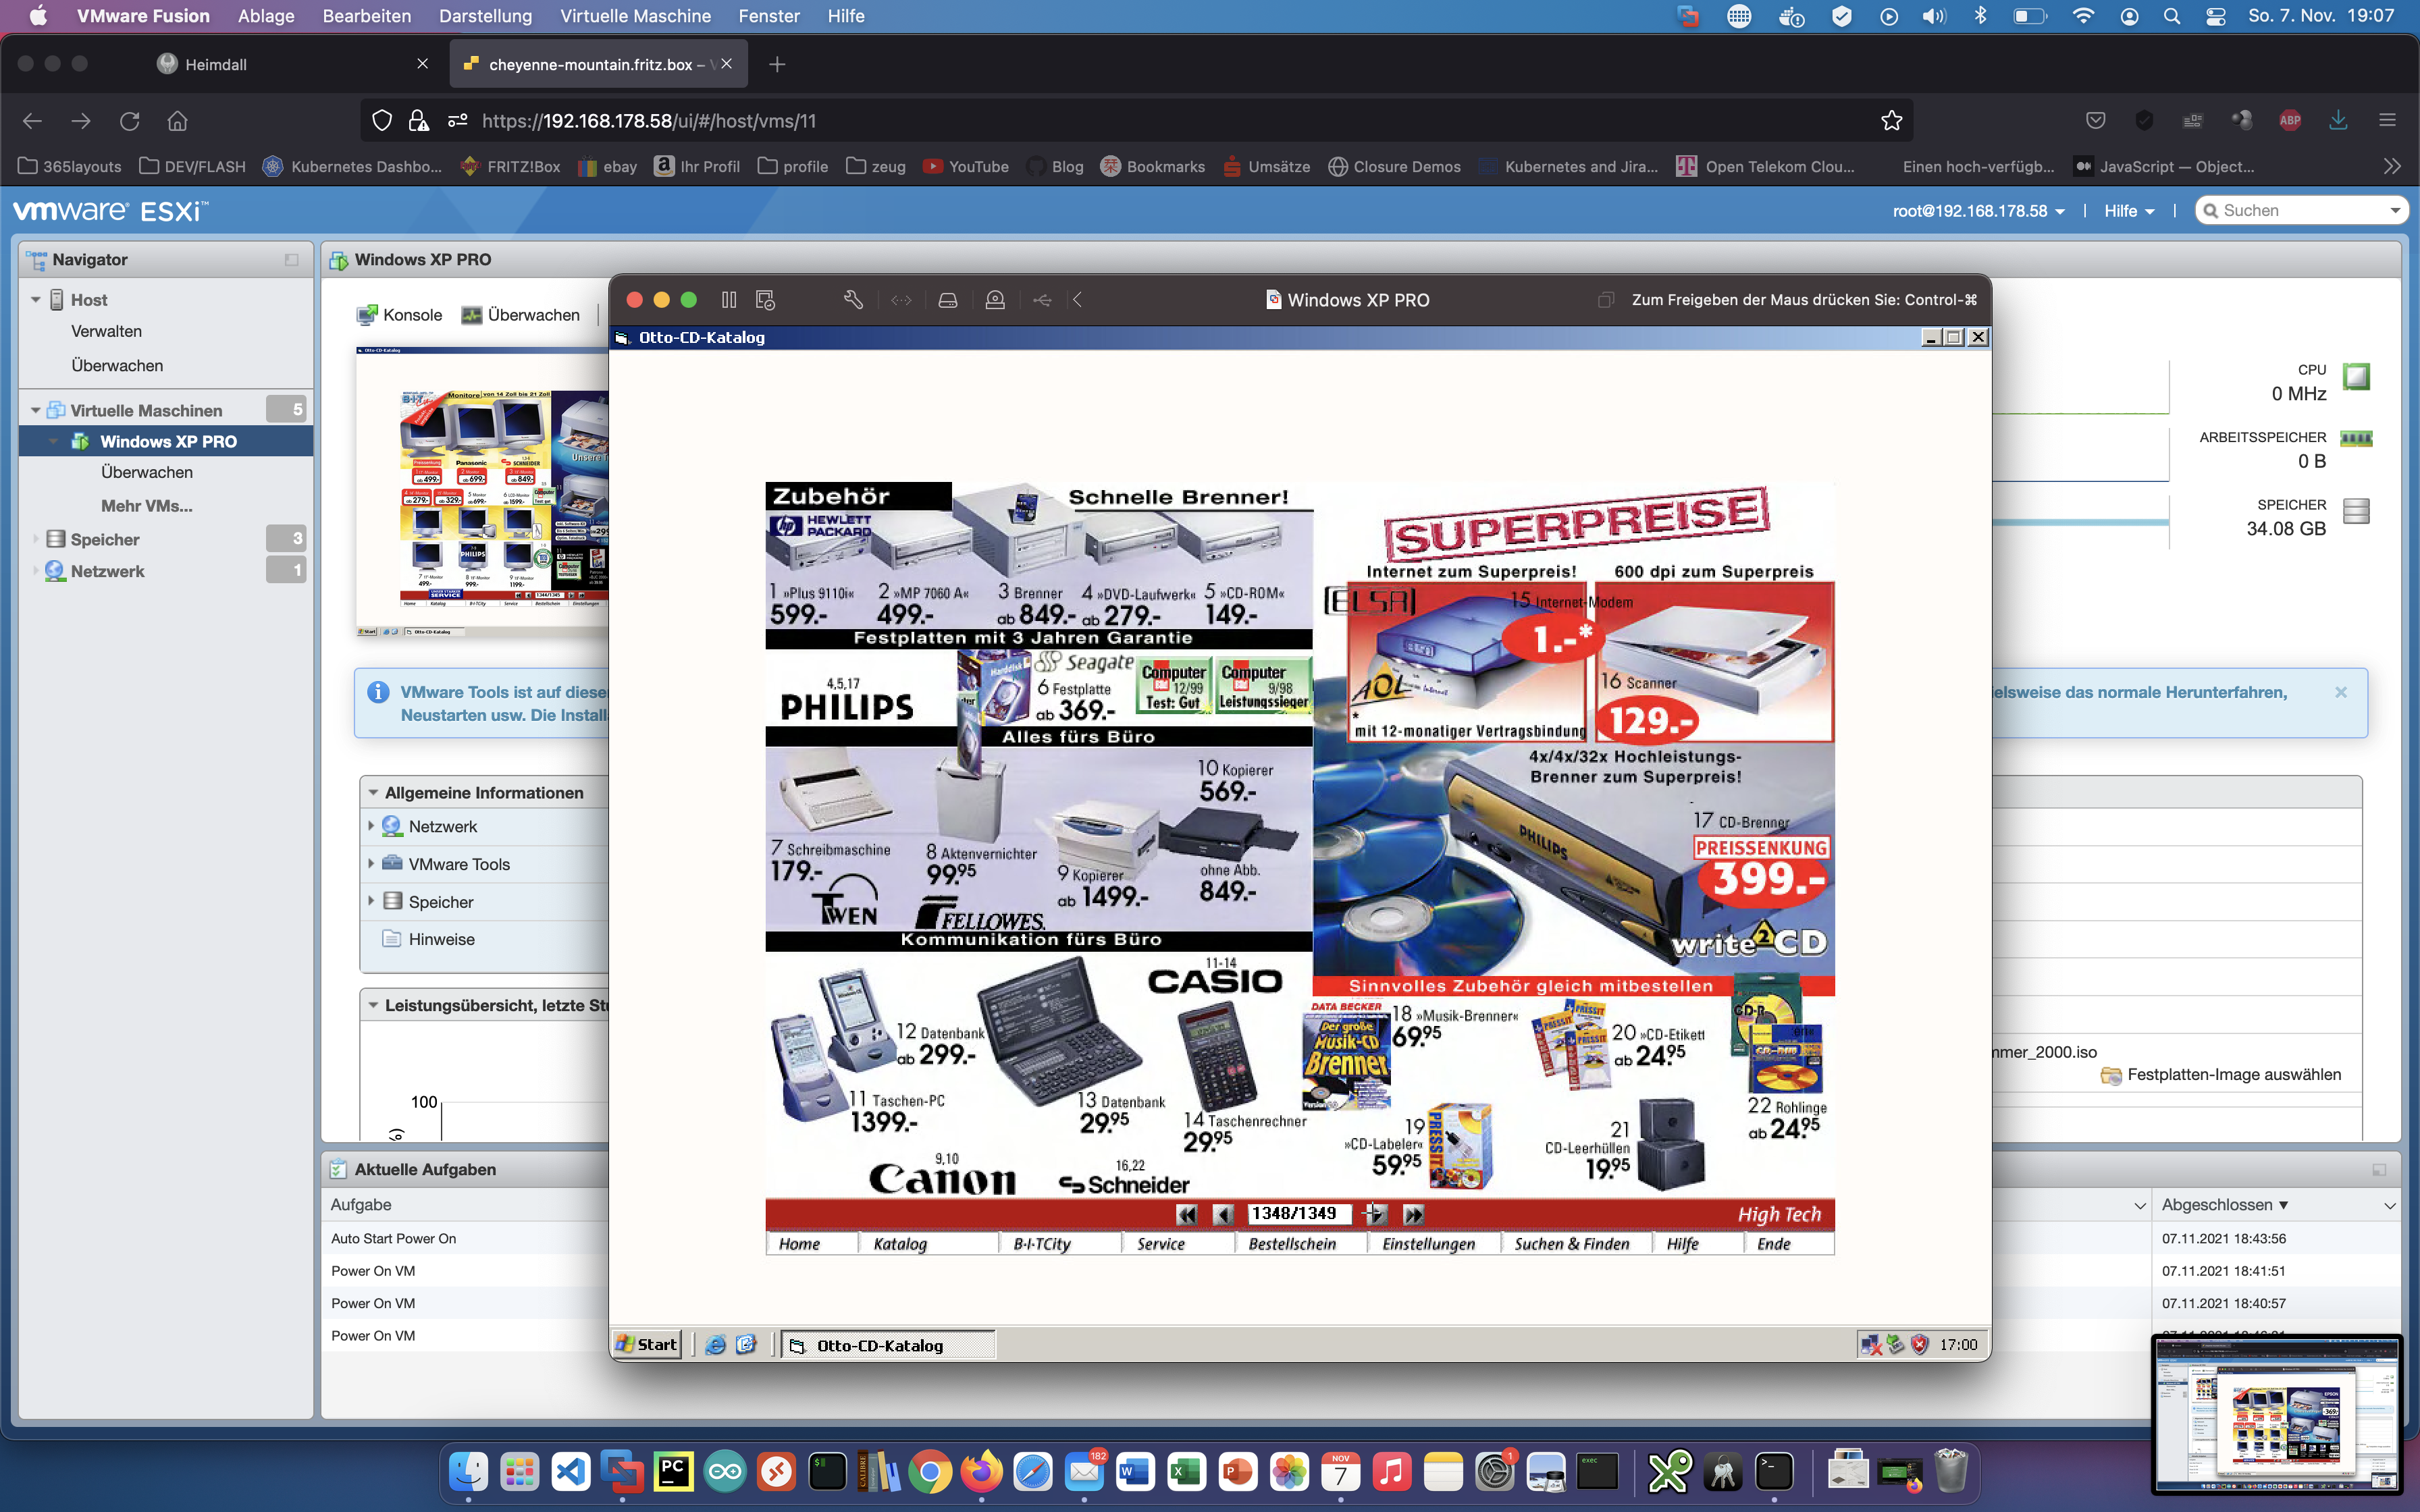 VMware Fusion Ablage Bearbeiten Darstellung Virtuelle Maschine Fenster Hilfe So. 7. Nov. 19:07
Heimdall cheyenne-mountain.fritz.box –
https://192.168.178.58/ui/#/host/vms/11 ABP
365layouts DEV/FLASH Kubernetes Dashbo... FRITZ!Box ebay Ihr Profil profile zeug YouTube Blog Bookmarks Umsätze Closure Demos Kubernetes and Jira... Open Telekom Clou... Einen hoch-verfügb... JavaScript — Object...
vmware ESXi root@192.168.178.58 Hilfe Suchen
Navigator
Host
Verwalten
Überwachen
Virtuelle Maschinen 5
Windows XP PRO
Überwachen
Mehr VMs...
Speicher 3
Netzwerk 1
Windows XP PRO
Konsole Überwachen
CPU
0 MHz
ARBEITSSPEICHER
0 B
SPEICHER
34.08 GB
VMware Tools ist auf diese
Neustarten usw. Die Install
elsweise das normale Herunterfahren,
Allgemeine Informationen
Netzwerk
VMware Tools
Speicher
Hinweise
Leistungsübersicht, letzte St
100
mmer_2000.iso
Festplatten-Image auswählen
Aktuelle Aufgaben
Aufgabe Abgeschlossen ▼
Auto Start Power On 07.11.2021 18:43:56
Power On VM 07.11.2021 18:41:51
Power On VM 07.11.2021 18:40:57
Power On VM
Windows XP PRO Zum Freigeben der Maus drücken Sie: Control-⌘
Otto-CD-Katalog
Zubehör Schnelle Brenner!
hp HEWLETT
PACKARD
1 »Plus 9110i« 2 »MP 7060 A« 3 Brenner 4 »DVD-Laufwerk« 5 »CD-ROM«
599.- 499.- ab 849.- ab 279.- 149.-
Festplatten mit 3 Jahren Garantie
4,5,17
PHILIPS
Seagate
6 Festplatte
ab 369.-
Computer Bild 12/99
Test: Gut
Computer Bild 9/98
Leistungssieger
Alles fürs Büro
10 Kopierer
569.-
7 Schreibmaschine
179.-
8 Aktenvernichter
99.95
9 Kopierer
ab 1499.-
ohne Abb.
849.-
TWEN
FELLOWES.
Kommunikation fürs Büro
11-14
CASIO
12 Datenbank
ab 299.-
11 Taschen-PC
1399.-
13 Datenbank
29.95
14 Taschenrechner
29.95
9,10
Canon
16,22
Schneider
SUPERPREISE
Internet zum Superpreis! 600 dpi zum Superpreis
[ELSA]
15 Internet-Modem
1.-*
AOL
*
mit 12-monatiger Vertragsbindung
16 Scanner
129.-
4x/4x/32x Hochleistungs-
Brenner zum Superpreis!
17 CD-Brenner
PREISSENKUNG
399.-
PHILIPS
write2CD
Sinnvolles Zubehör gleich mitbestellen
DATA BECKER
Der große
Musik-CD
Brenner
18 »Musik-Brenner«
69.95
PRESSIT
20 »CD-Etikett
ab 24.95
CD-R
19
»CD-Labeler«
59.95
PRESSIT
21
CD-Leerhüllen
19.95
22 Rohlinge
ab 24.95
1348/1349 High Tech
Home Katalog B·I·TCity Service Bestellschein Einstellungen Suchen & Finden Hilfe Ende
Start Otto-CD-Katalog 17:00
182
NOV
7
1